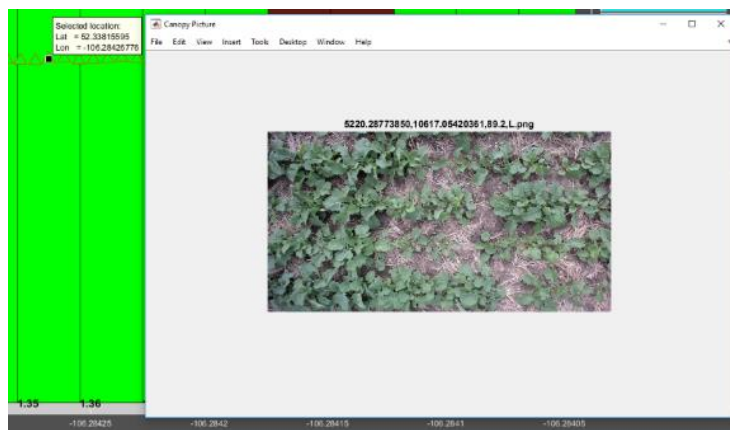 Selected location:
Lat = 52.33815595
Lon = -106.28426776
Canopy Picture
File Edit View Insert Tools Desktop Window Help
5220.28773850,10617.05420361,89.2,L.png
1.35 1.36
-106.28425 -106.2842 -106.28415 -106.2841 -106.28405